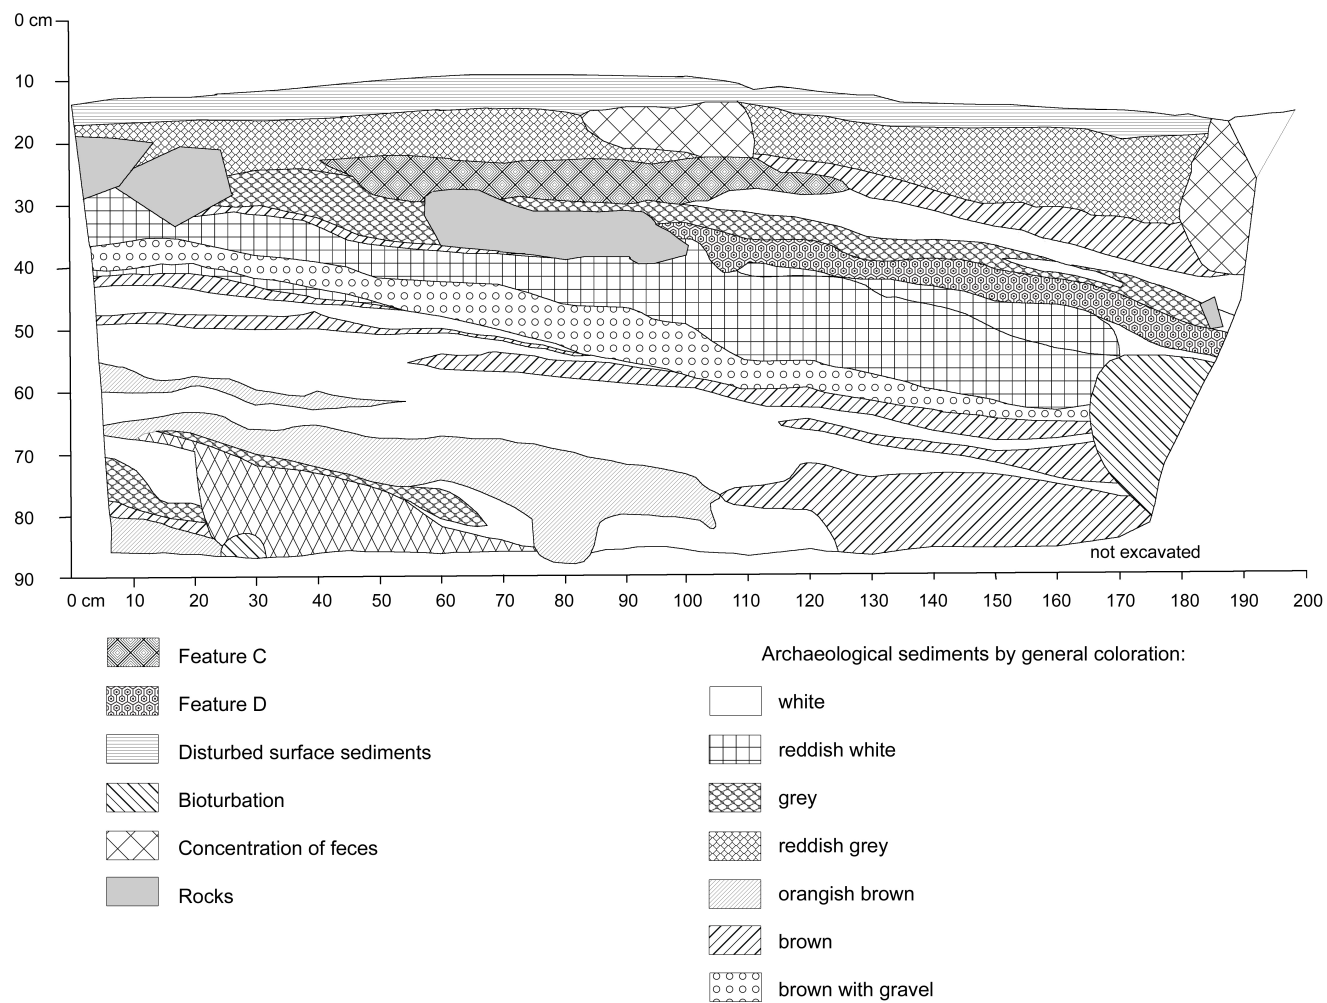 0 cm
10
20
30
40
50
60
70
80
90
not excavated
0 cm 10 20 30 40 50 60 70 80 90 100 110 120 130 140 150 160 170 180 190 200
Feature C
Feature D
Disturbed surface sediments
Bioturbation
Concentration of feces
Rocks
Archaeological sediments by general coloration:
white
reddish white
grey
reddish grey
orangish brown
brown
brown with gravel